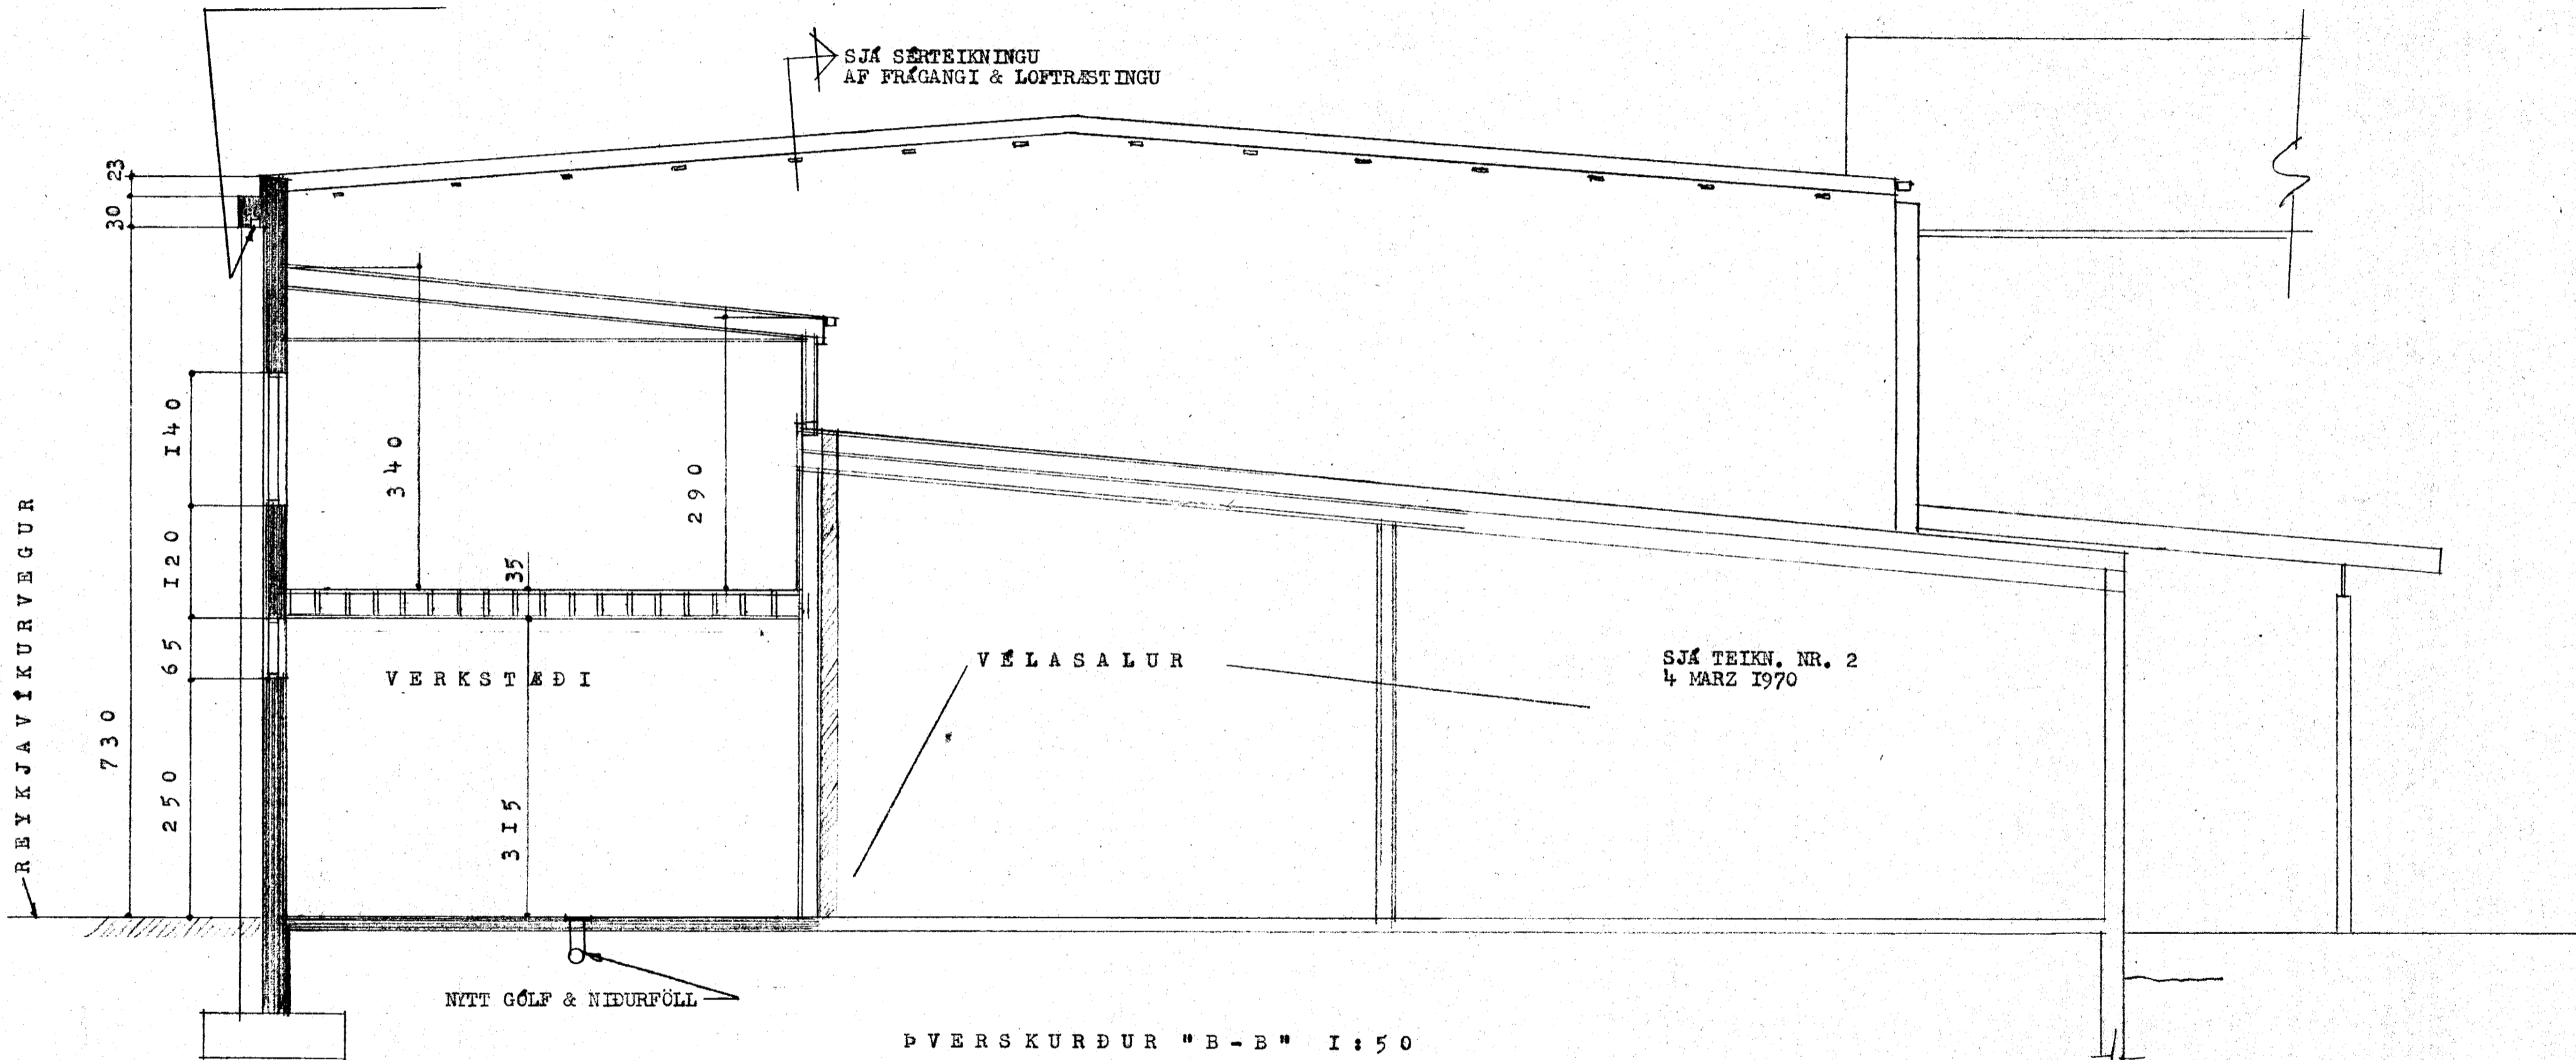 SJÁ SÉRTEIKNINGU
AF FRÁGANGI & LOFTRÆSTINGU
23
30
I40
340
290
REYKJAVÍKURVEGUR
I20
35
65
VERKSTÆÐI
VÉLASALUR
SJÁ TEIKN. NR. 2
4 MARZ I970
730
250
3I5
NÝTT GÓLF & NIÐURFÖLL
ÞVERSKURÐUR "B-B" I:50